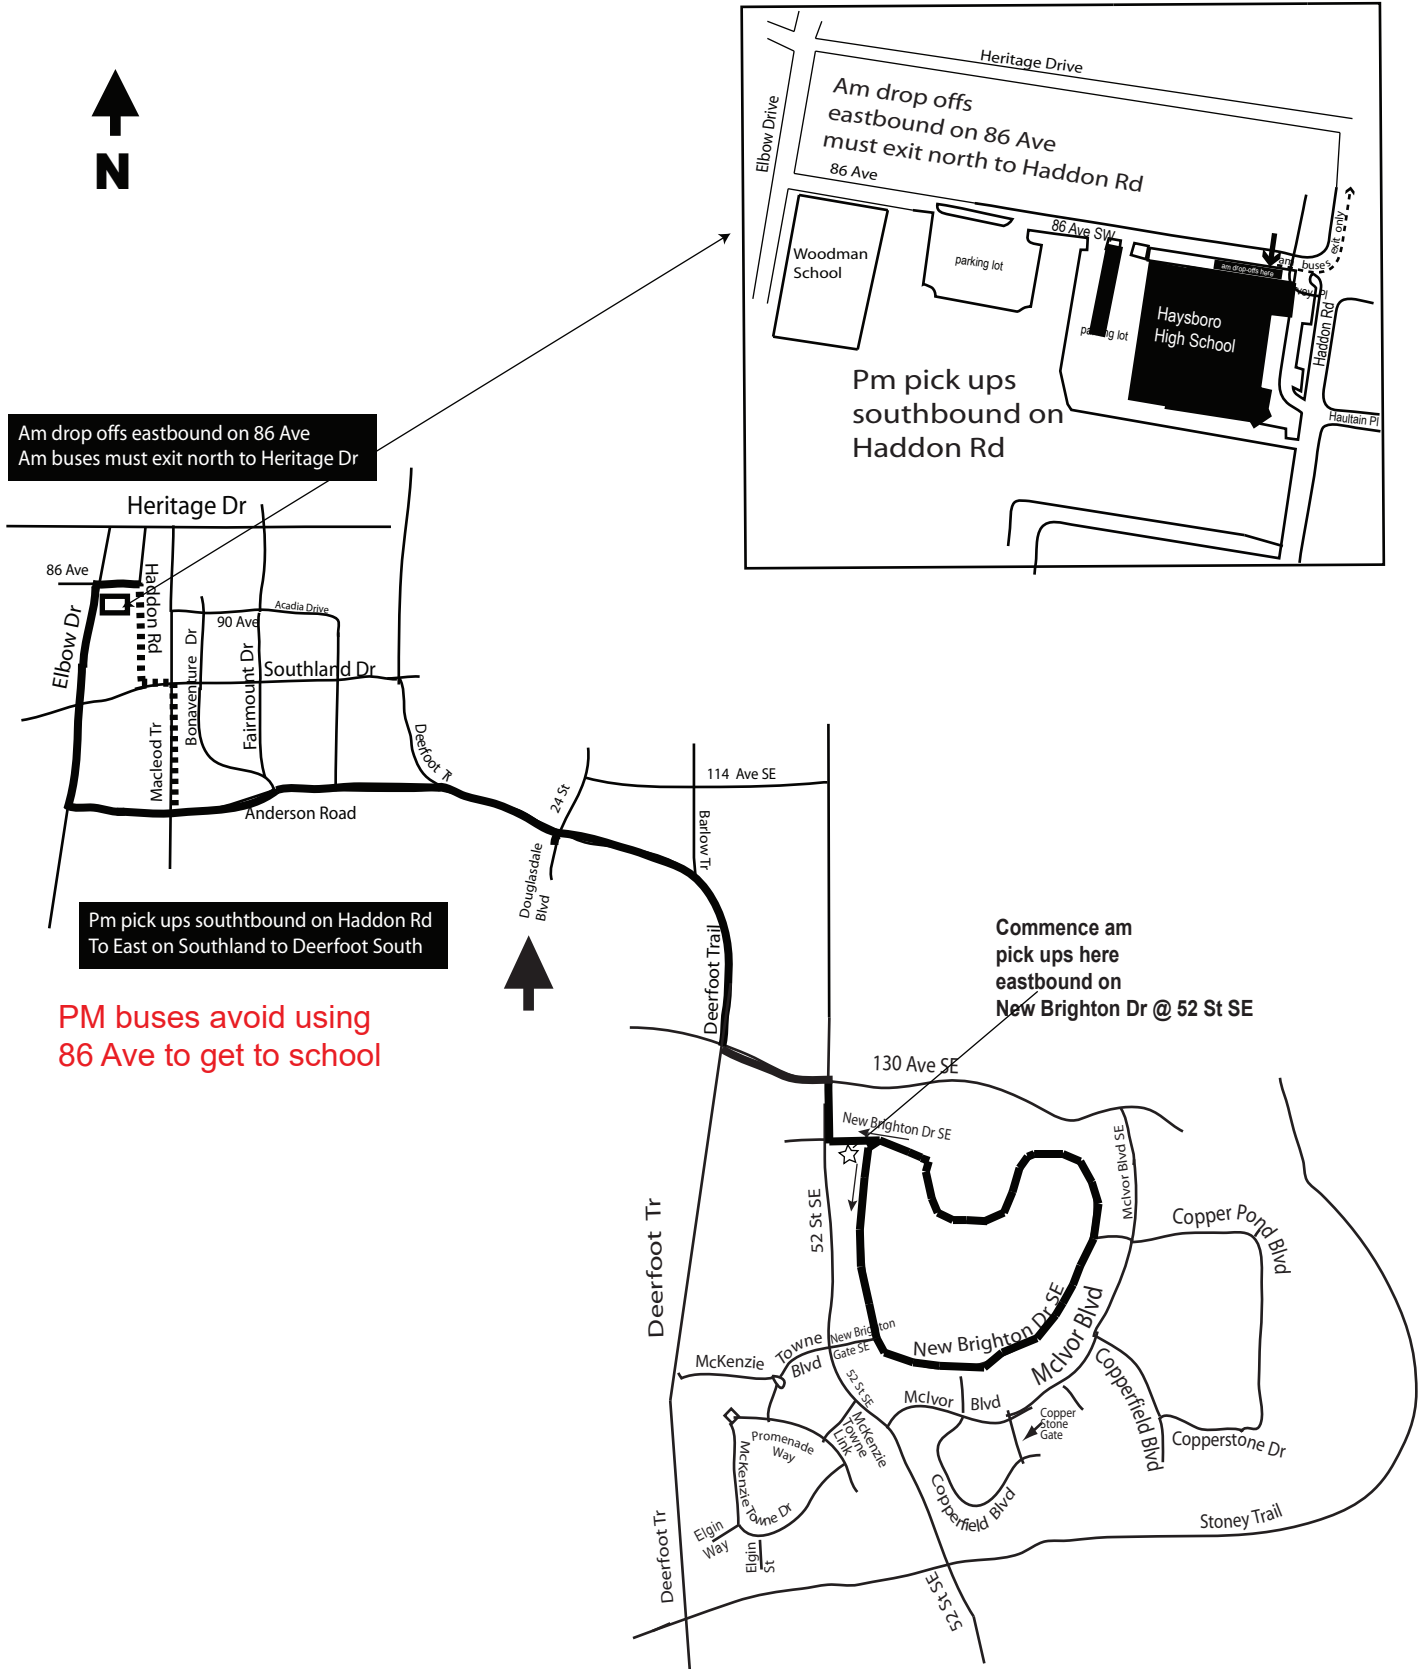 N
Heritage Drive
Elbow Drive
Am drop offs
eastbound on 86 Ave
must exit north to Haddon Rd
86 Ave
86 Ave SW
Woodman
School
parking lot
parking lot
am drop-offs here
am buses exit only
Haysboro
High School
Haddon Rd
Haultain Pl
Pm pick ups
southbound on
Haddon Rd
Am drop offs eastbound on 86 Ave
Am buses must exit north to Heritage Dr
Heritage Dr
86 Ave
Haddon Rd
Elbow Dr
Acadia Drive
90 Ave
Bonaventure Dr
Fairmount Dr
Southland Dr
Macleod Tr
Deerfoot Tr
Anderson Road
24 St
114 Ave SE
Barlow Tr
Douglasdale
Blvd
Deerfoot Trail
Pm pick ups southtbound on Haddon Rd
To East on Southland to Deerfoot South
PM buses avoid using
86 Ave to get to school
Commence am
pick ups here
eastbound on
New Brighton Dr @ 52 St SE
130 Ave SE
New Brighton Dr SE
McIvor Blvd SE
52 St SE
Deerfoot Tr
Copper Pond Blvd
New Brighton Dr SE
McIvor Blvd
New Brighton
Gate SE
McKenzie
Towne
Blvd
52 St SE
McIvor Blvd
Copper
Stone
Gate
Copperfield Blvd
Copperstone Dr
McKenzie
Towne
Link
Promenade
Way
McKenzie Towne Dr
Copperfield Blvd
Elgin
Way
Elgin
St
Deerfoot Tr
Stoney Trail
52 St SE